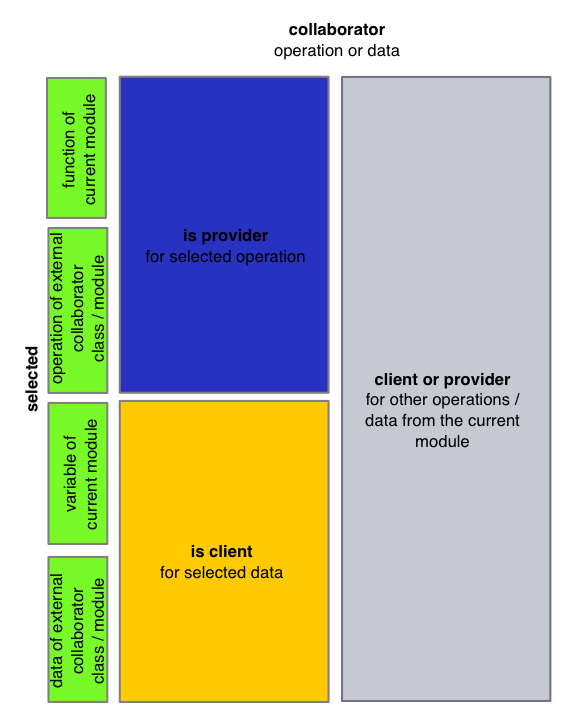 collaborator
operation or data
selected
function of
current module
operation of external
collaborator
class / module
variable of
current module
data of external
collaborator
class / module
is provider
for selected operation
is client
for selected data
client or provider
for other operations /
data from the current
module